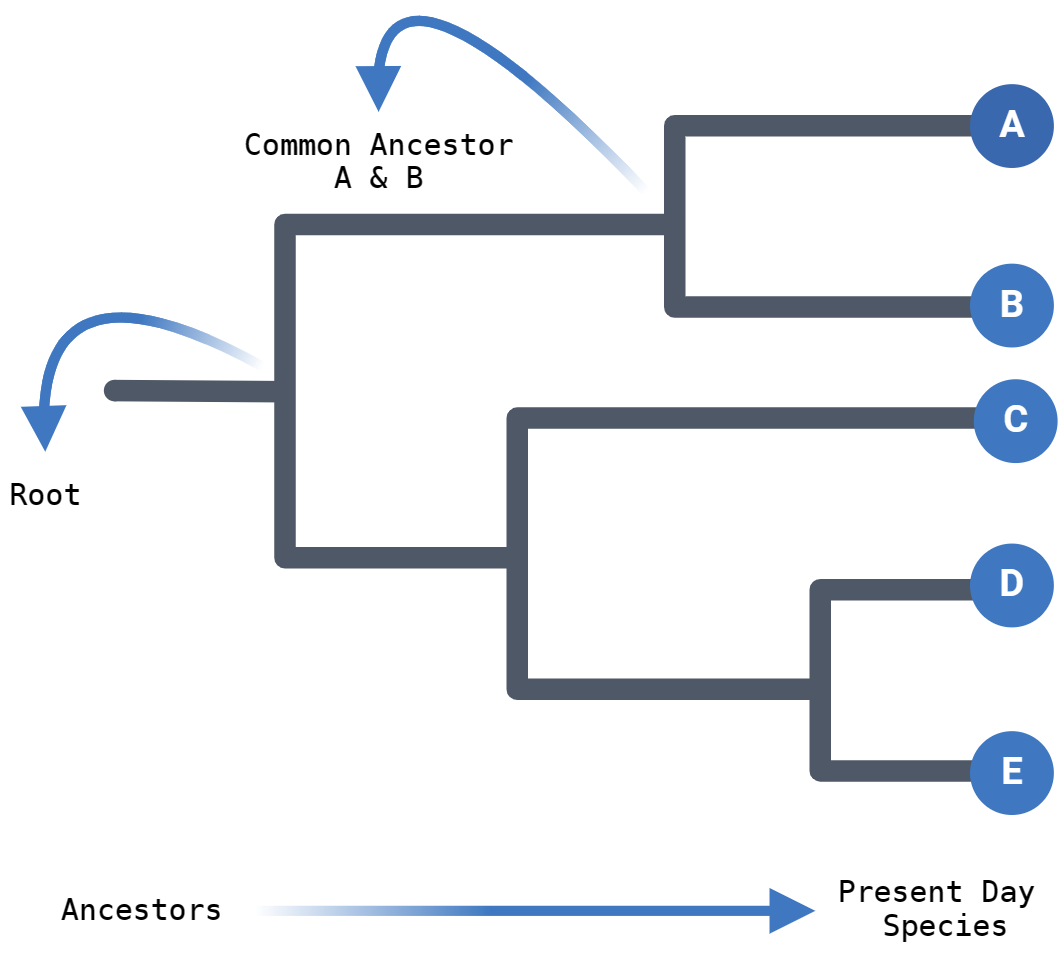 Common Ancestor
A & B
A
B
Root
C
D
E
Ancestors
Present Day
Species